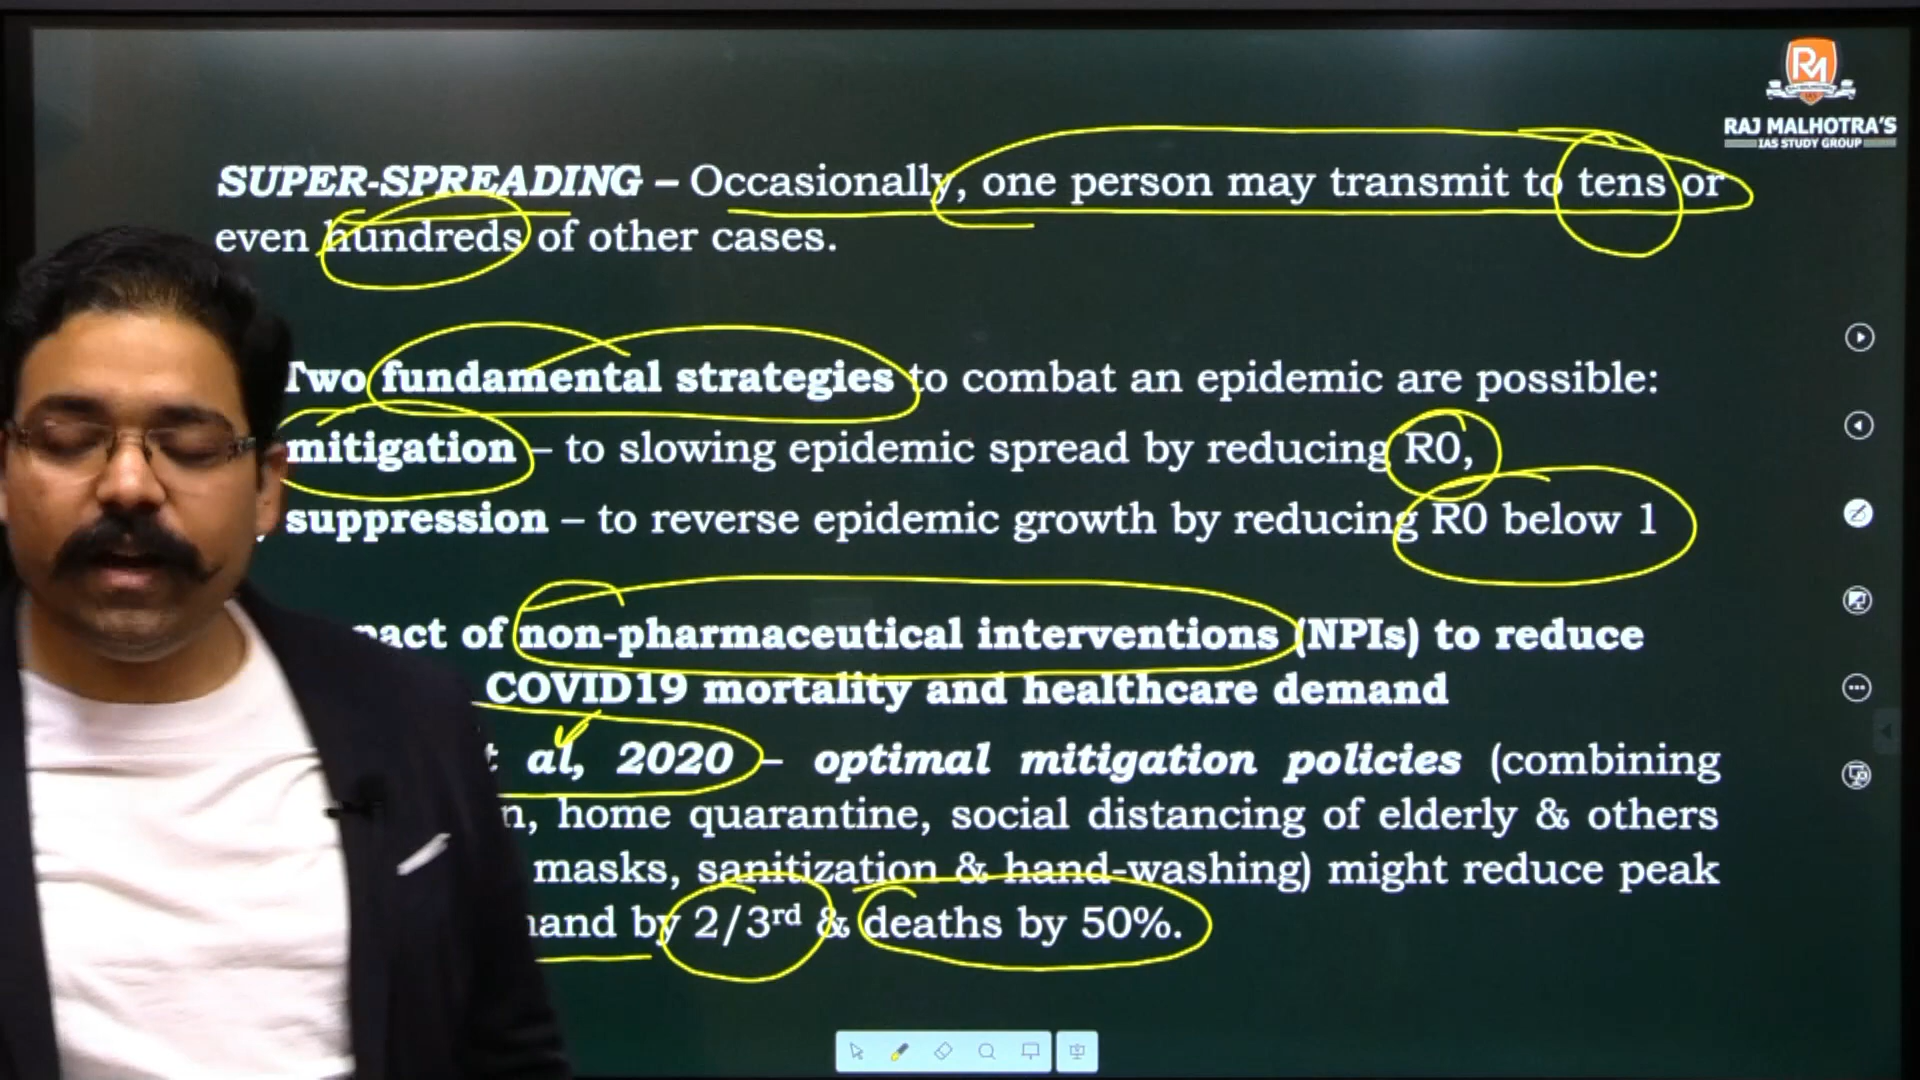 RM
RAJ MALHOTRA'S
IAS STUDY GROUP
SUPER-SPREADING – Occasionally, one person may transmit to tens or
even hundreds of other cases.
Two fundamental strategies to combat an epidemic are possible:
mitigation – to slowing epidemic spread by reducing R0,
suppression – to reverse epidemic growth by reducing R0 below 1
of non-pharmaceutical interventions (NPIs) to reduce
COVID19 mortality and healthcare demand
al, 2020 – optimal mitigation policies (combining
home quarantine, social distancing of elderly & others
masks, sanitization & hand-washing) might reduce peak
by 2/3rd & deaths by 50%.